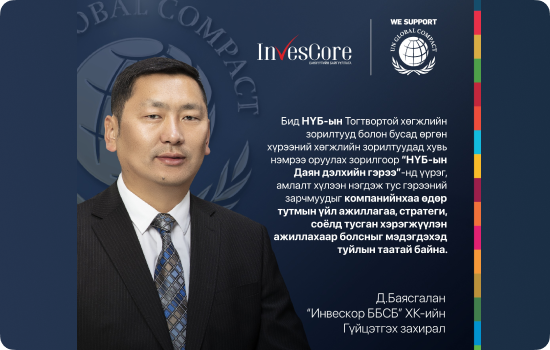 WE SUPPORT
InvesCore
UN GLOBAL COMPACT
GLOBAL COMPACT
Бид НҮБ-ын Тогтвортой хөгжлийн
зорилтууд болон бусад өргөн
хүрээний хөгжлийн зорилтуудад хувь
нэмрээ оруулах зорилгоор “НҮБ-ын
Даян дэлхийн гэрээ”-нд үүрэг,
амлалт хүлээн нэгдэж тус гэрээний
зарчмуудыг компанийнхаа өдөр
тутмын үйл ажиллагаа, стратеги,
соёлд тусган хэрэгжүүлэн
ажиллахаар болсныг мэдэгдэхэд
туйлын таатай байна.
Д.Баясгалан
“Инвескор ББСБ” ХК-ийн
Гүйцэтгэх захирал